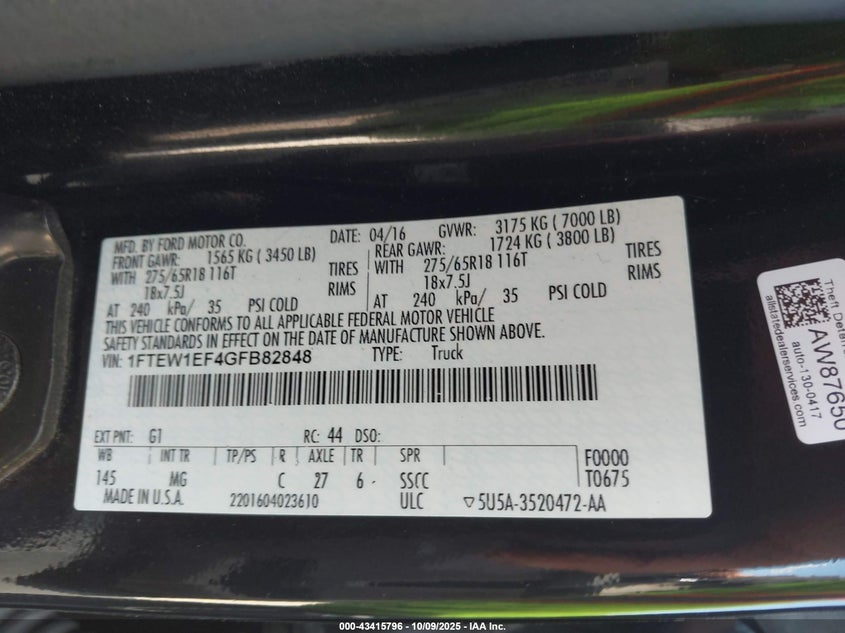 MFD. BY FORD MOTOR CO.
DATE: 04/16 GVWR: 3175 KG ( 7000 LB)
FRONT GAWR: 1565 KG ( 3450 LB)
WITH 275/65R18 116T TIRES
18x7.5J RIMS
AT 240 kPa/ 35 PSI COLD
REAR GAWR: 1724 KG ( 3800 LB)
WITH 275/65R18 116T TIRES
18x7.5J RIMS
AT 240 kPa/ 35 PSI COLD
THIS VEHICLE CONFORMS TO ALL APPLICABLE FEDERAL MOTOR VEHICLE
SAFETY STANDARDS IN EFFECT ON THE DATE OF MANUFACTURE SHOWN ABOVE.
VIN: 1FTEW1EF4GFB82848 TYPE: Truck
EXT PNT: G1 RC: 44 DSO:
WB INT TR TP/PS R AXLE TR SPR F0000
145 MG C 27 6 SSCC T0675
MADE IN U.S.A. 2201604023610 ULC ▽5U5A-3520472-AA
Theft
AW87650
allstatedealerservices.com
auto-130-0417
000-43415796 - 10/09/2025 - IAA Inc.